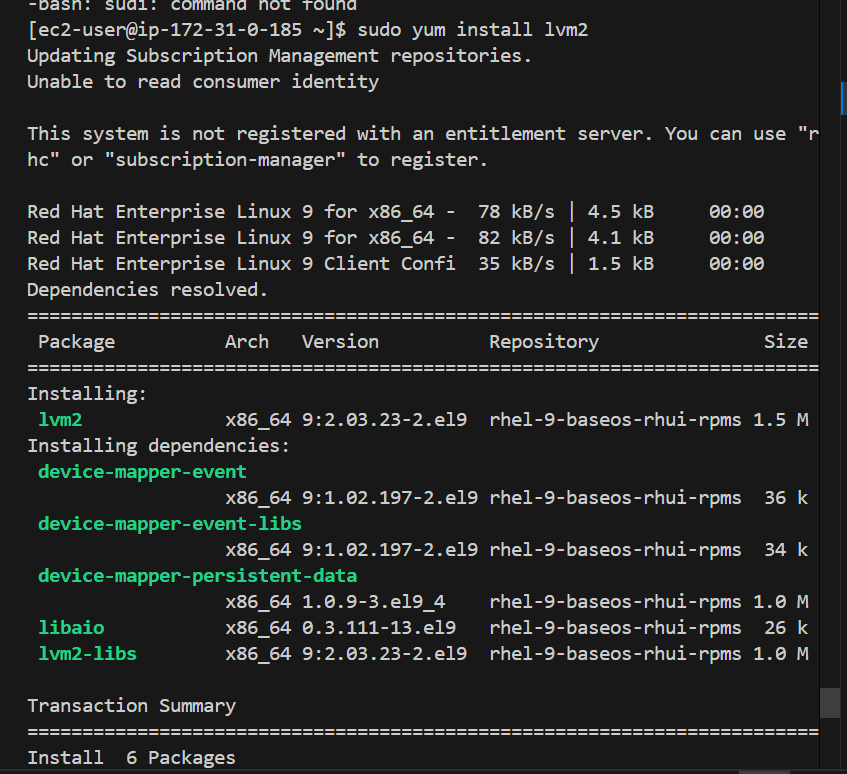 -bash: sudi: command not found
[ec2-user@ip-172-31-0-185 ~]$ sudo yum install lvm2
Updating Subscription Management repositories.
Unable to read consumer identity

This system is not registered with an entitlement server. You can use "r
hc" or "subscription-manager" to register.

Red Hat Enterprise Linux 9 for x86_64 -  78 kB/s | 4.5 kB     00:00
Red Hat Enterprise Linux 9 for x86_64 -  82 kB/s | 4.1 kB     00:00
Red Hat Enterprise Linux 9 Client Confi  35 kB/s | 1.5 kB     00:00
Dependencies resolved.
========================================================================
 Package          Arch   Version          Repository               Size
========================================================================
Installing:
 lvm2             x86_64 9:2.03.23-2.el9  rhel-9-baseos-rhui-rpms 1.5 M
Installing dependencies:
 device-mapper-event
                  x86_64 9:1.02.197-2.el9 rhel-9-baseos-rhui-rpms  36 k
 device-mapper-event-libs
                  x86_64 9:1.02.197-2.el9 rhel-9-baseos-rhui-rpms  34 k
 device-mapper-persistent-data
                  x86_64 1.0.9-3.el9_4    rhel-9-baseos-rhui-rpms 1.0 M
 libaio           x86_64 0.3.111-13.el9   rhel-9-baseos-rhui-rpms  26 k
 lvm2-libs        x86_64 9:2.03.23-2.el9  rhel-9-baseos-rhui-rpms 1.0 M

Transaction Summary
========================================================================
Install  6 Packages